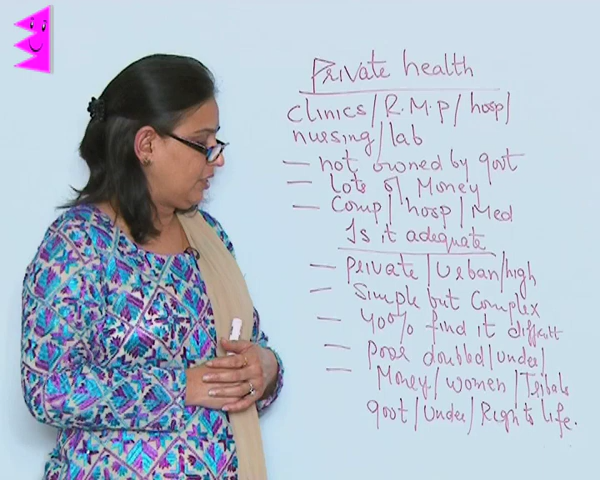 Private health
clinics/R.M.P/hosp/
nursing/lab
— not owned by govt
— Lots of Money
— Comp/hosp/Med
Is it adequate
— Private/Urban/high
— Simple but Complex
— 40% find it difficult
— poor doubled/Under/
— Money/women/Tribals
govt/Under/Rights life.